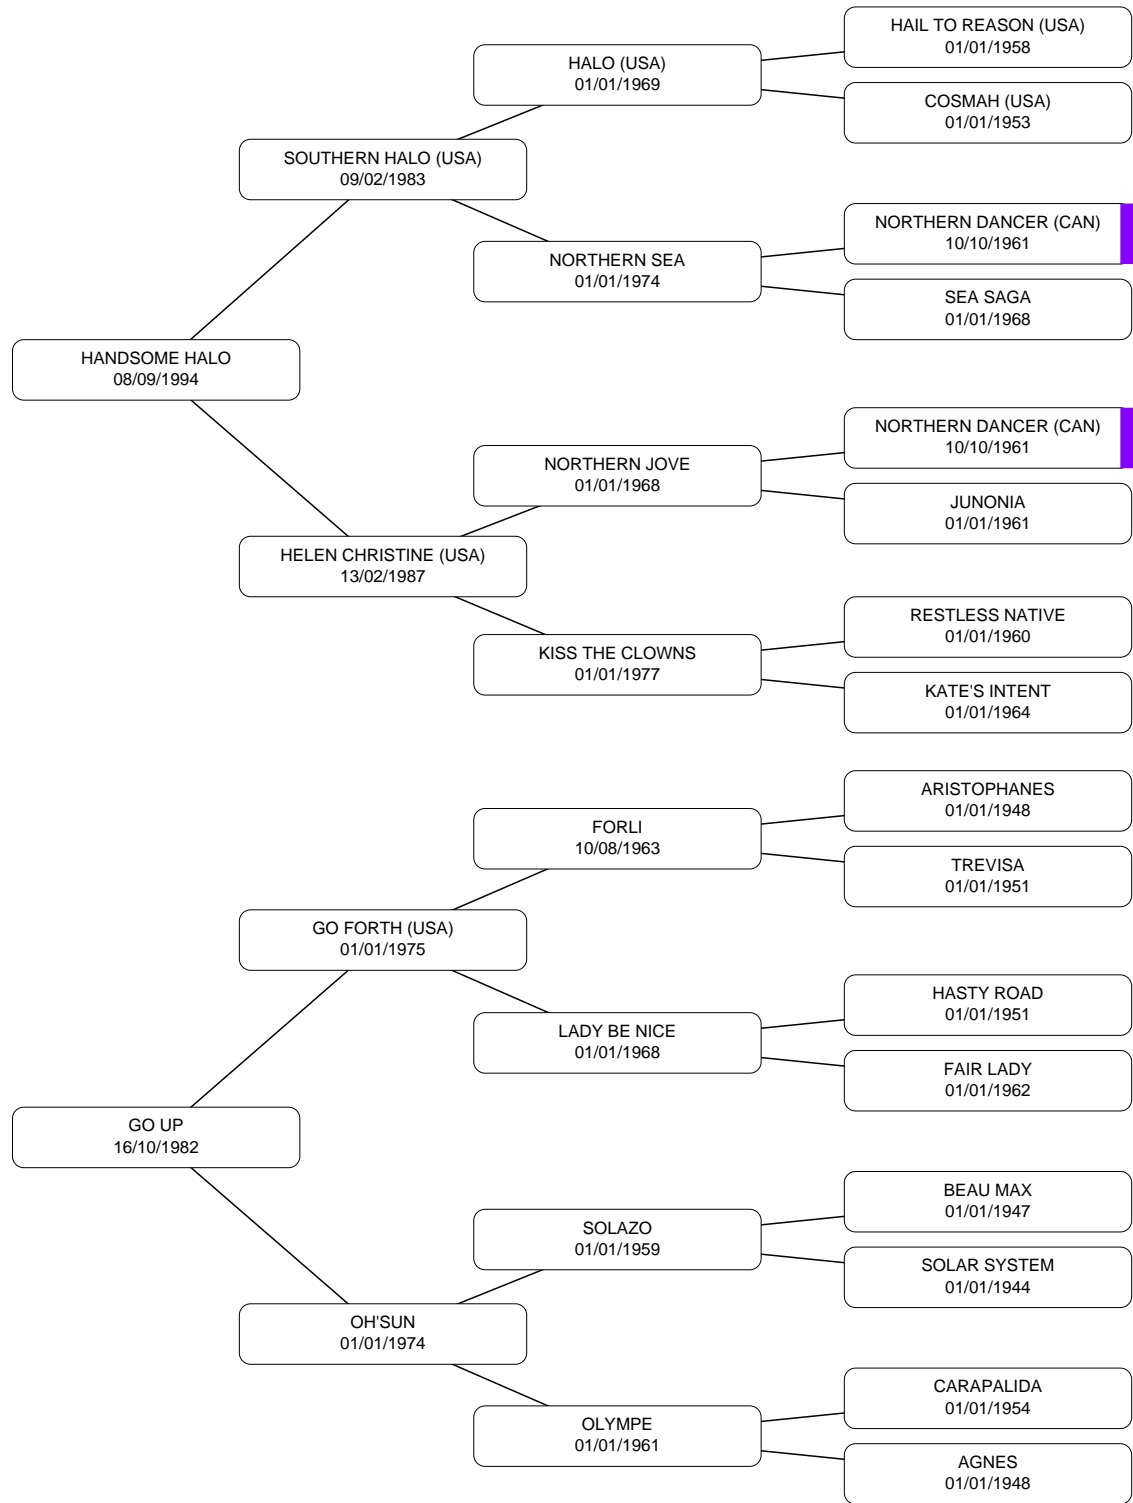 HAIL TO REASON (USA)
01/01/1958
HALO (USA)
01/01/1969
COSMAH (USA)
01/01/1953
SOUTHERN HALO (USA)
09/02/1983
NORTHERN DANCER (CAN)
10/10/1961
NORTHERN SEA
01/01/1974
SEA SAGA
01/01/1968
HANDSOME HALO
08/09/1994
NORTHERN DANCER (CAN)
10/10/1961
NORTHERN JOVE
01/01/1968
JUNONIA
01/01/1961
HELEN CHRISTINE (USA)
13/02/1987
RESTLESS NATIVE
01/01/1960
KISS THE CLOWNS
01/01/1977
KATE'S INTENT
01/01/1964
ARISTOPHANES
01/01/1948
FORLI
10/08/1963
TREVISA
01/01/1951
GO FORTH (USA)
01/01/1975
HASTY ROAD
01/01/1951
LADY BE NICE
01/01/1968
FAIR LADY
01/01/1962
GO UP
16/10/1982
BEAU MAX
01/01/1947
SOLAZO
01/01/1959
SOLAR SYSTEM
01/01/1944
OH'SUN
01/01/1974
CARAPALIDA
01/01/1954
OLYMPE
01/01/1961
AGNES
01/01/1948